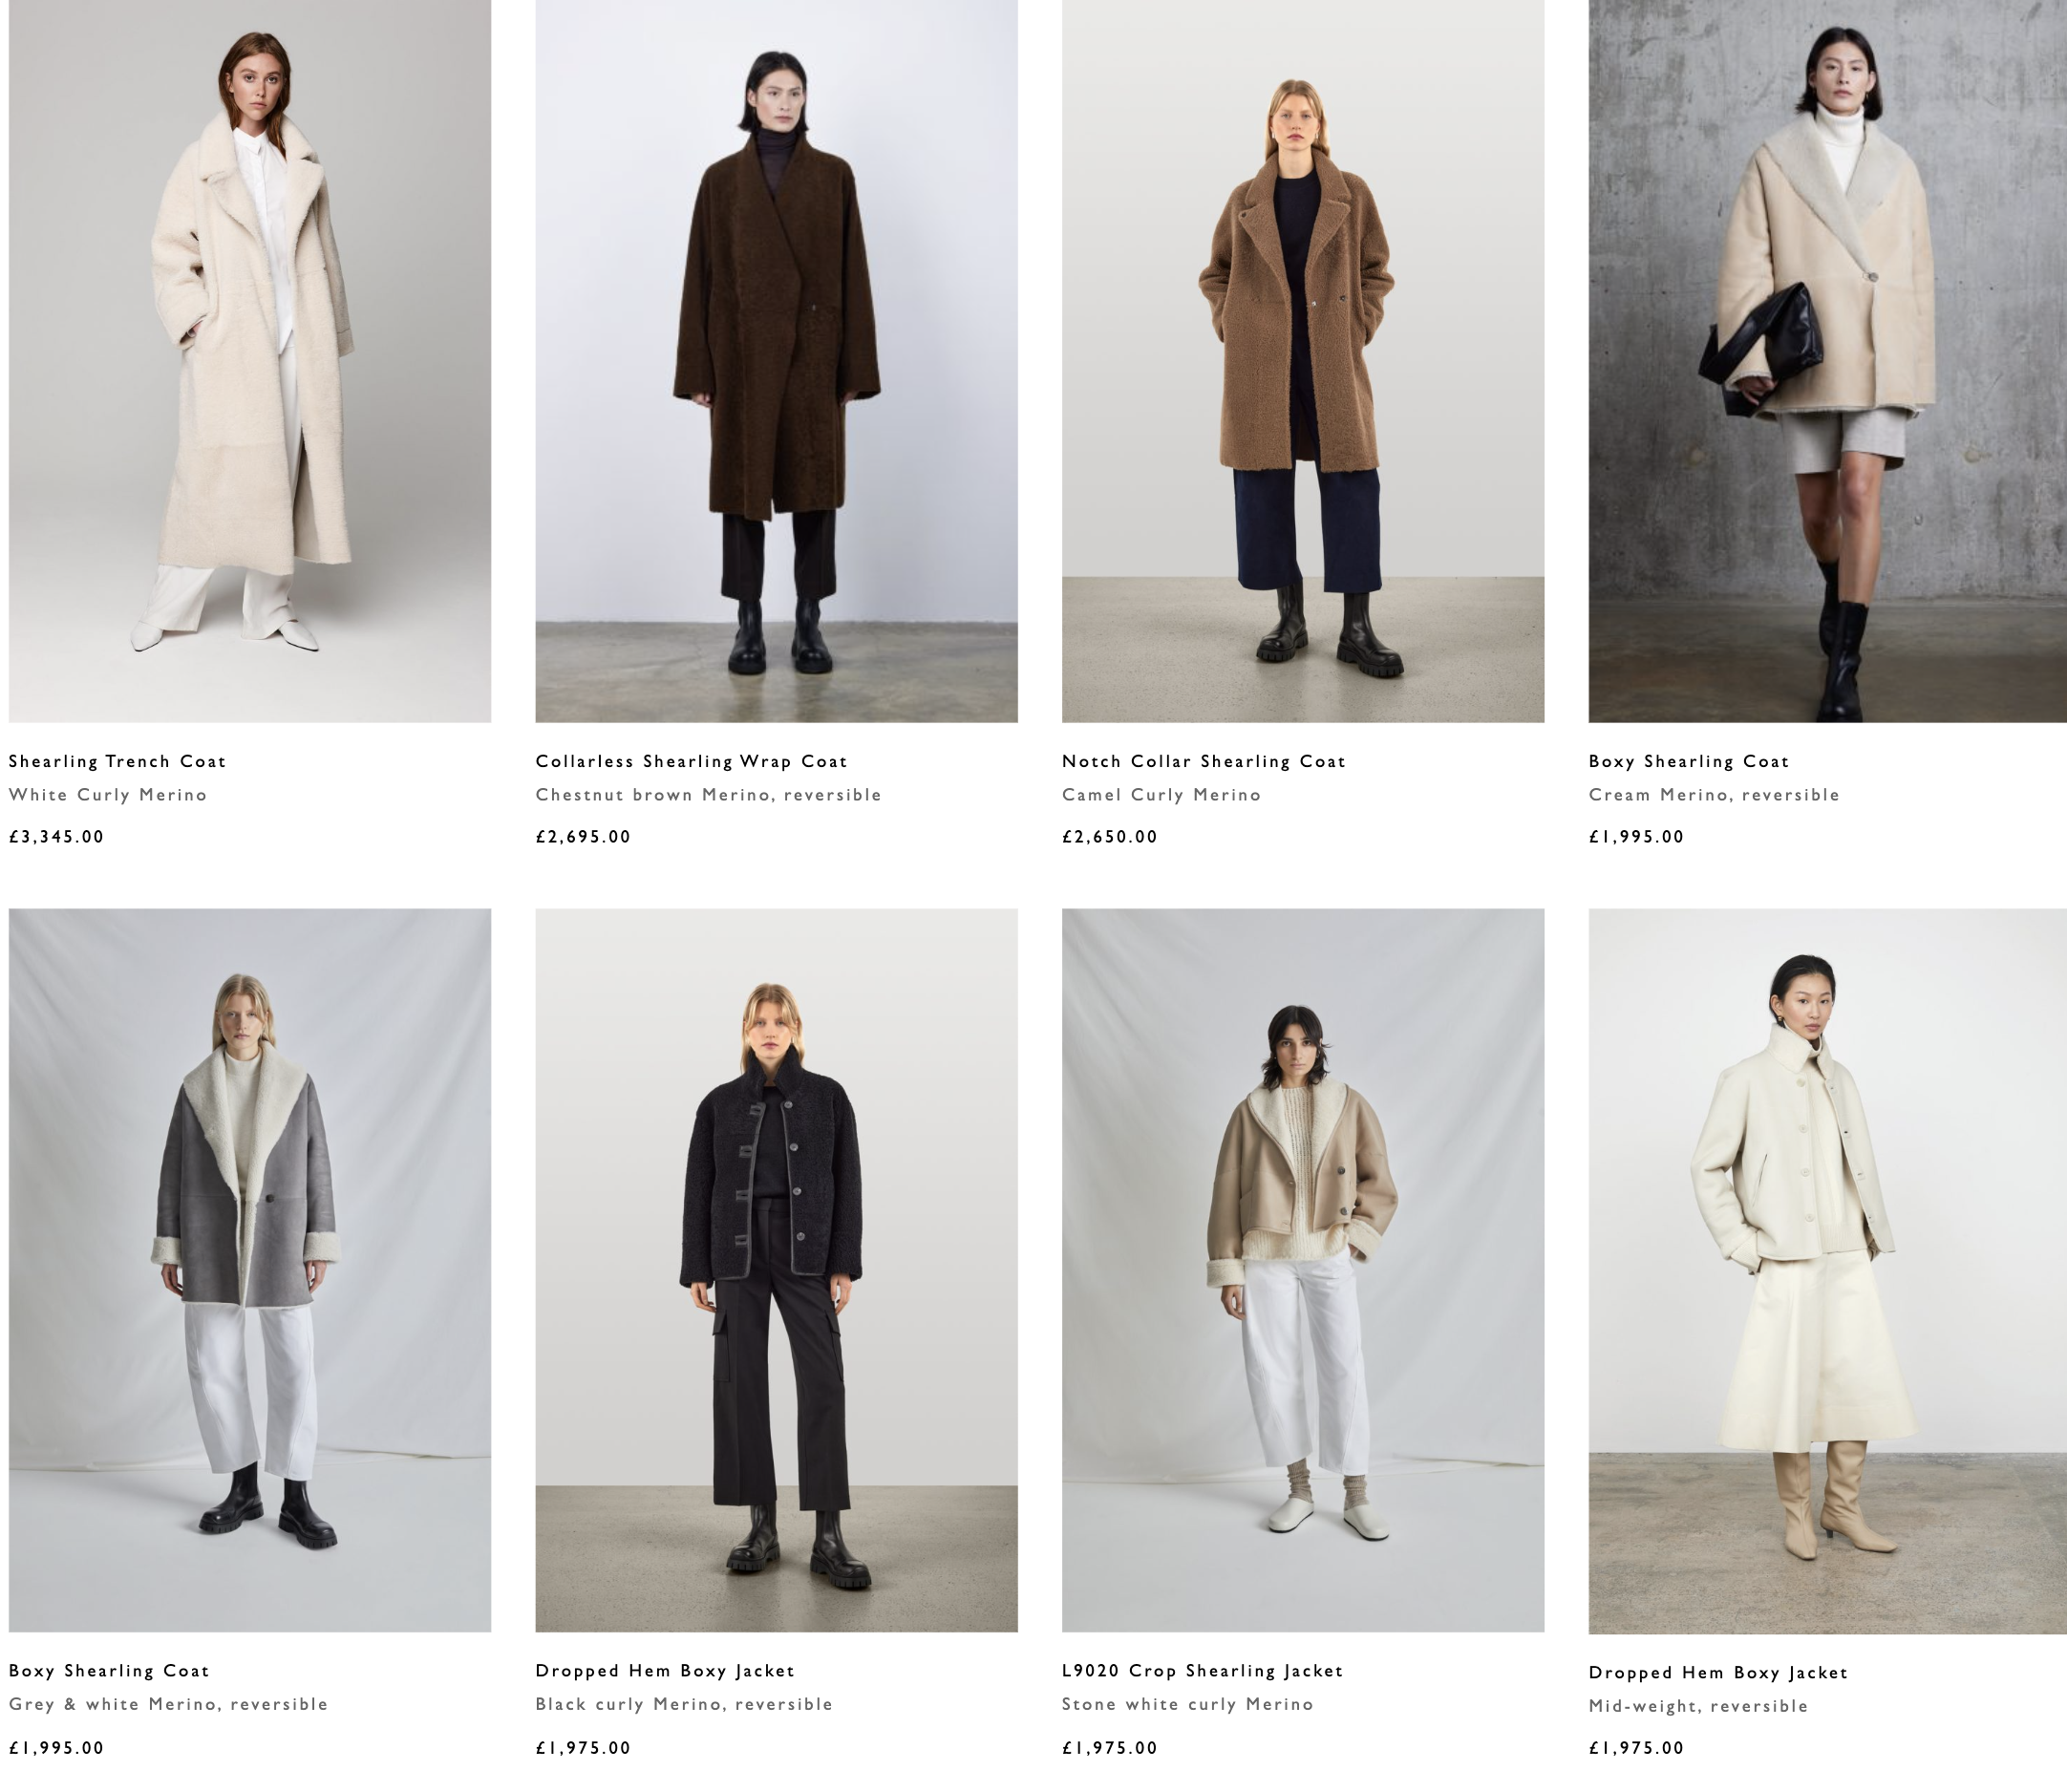 Shearling Trench Coat
White Curly Merino
£3,345.00
Collarless Shearling Wrap Coat
Chestnut brown Merino, reversible
£2,695.00
Notch Collar Shearling Coat
Camel Curly Merino
£2,650.00
Boxy Shearling Coat
Cream Merino, reversible
£1,995.00
Boxy Shearling Coat
Grey & white Merino, reversible
£1,995.00
Dropped Hem Boxy Jacket
Black curly Merino, reversible
£1,975.00
L9020 Crop Shearling Jacket
Stone white curly Merino
£1,975.00
Dropped Hem Boxy Jacket
Mid-weight, reversible
£1,975.00